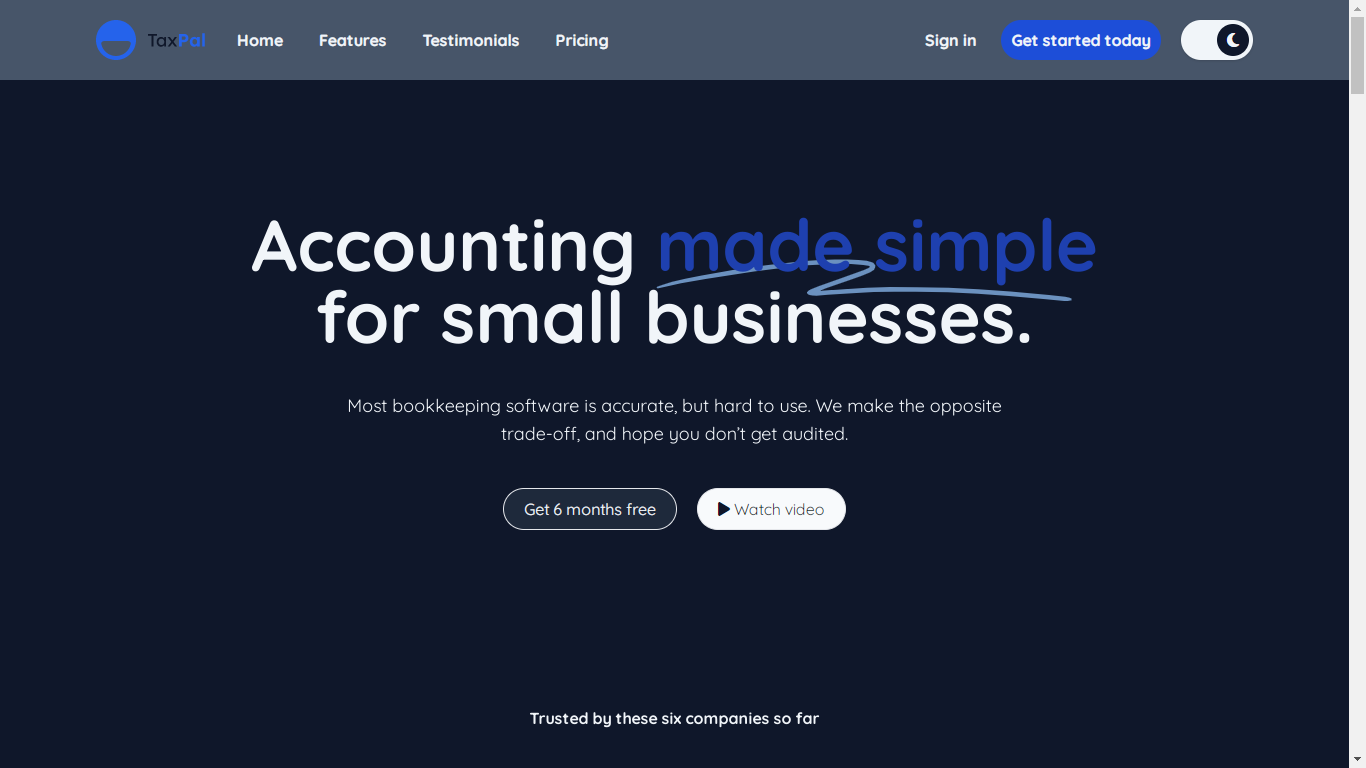 TaxPal Home Features Testimonials Pricing Sign in Get started today
Accounting made simple
for small businesses.
Most bookkeeping software is accurate, but hard to use. We make the opposite
trade-off, and hope you don’t get audited.
Get 6 months free Watch video
Trusted by these six companies so far